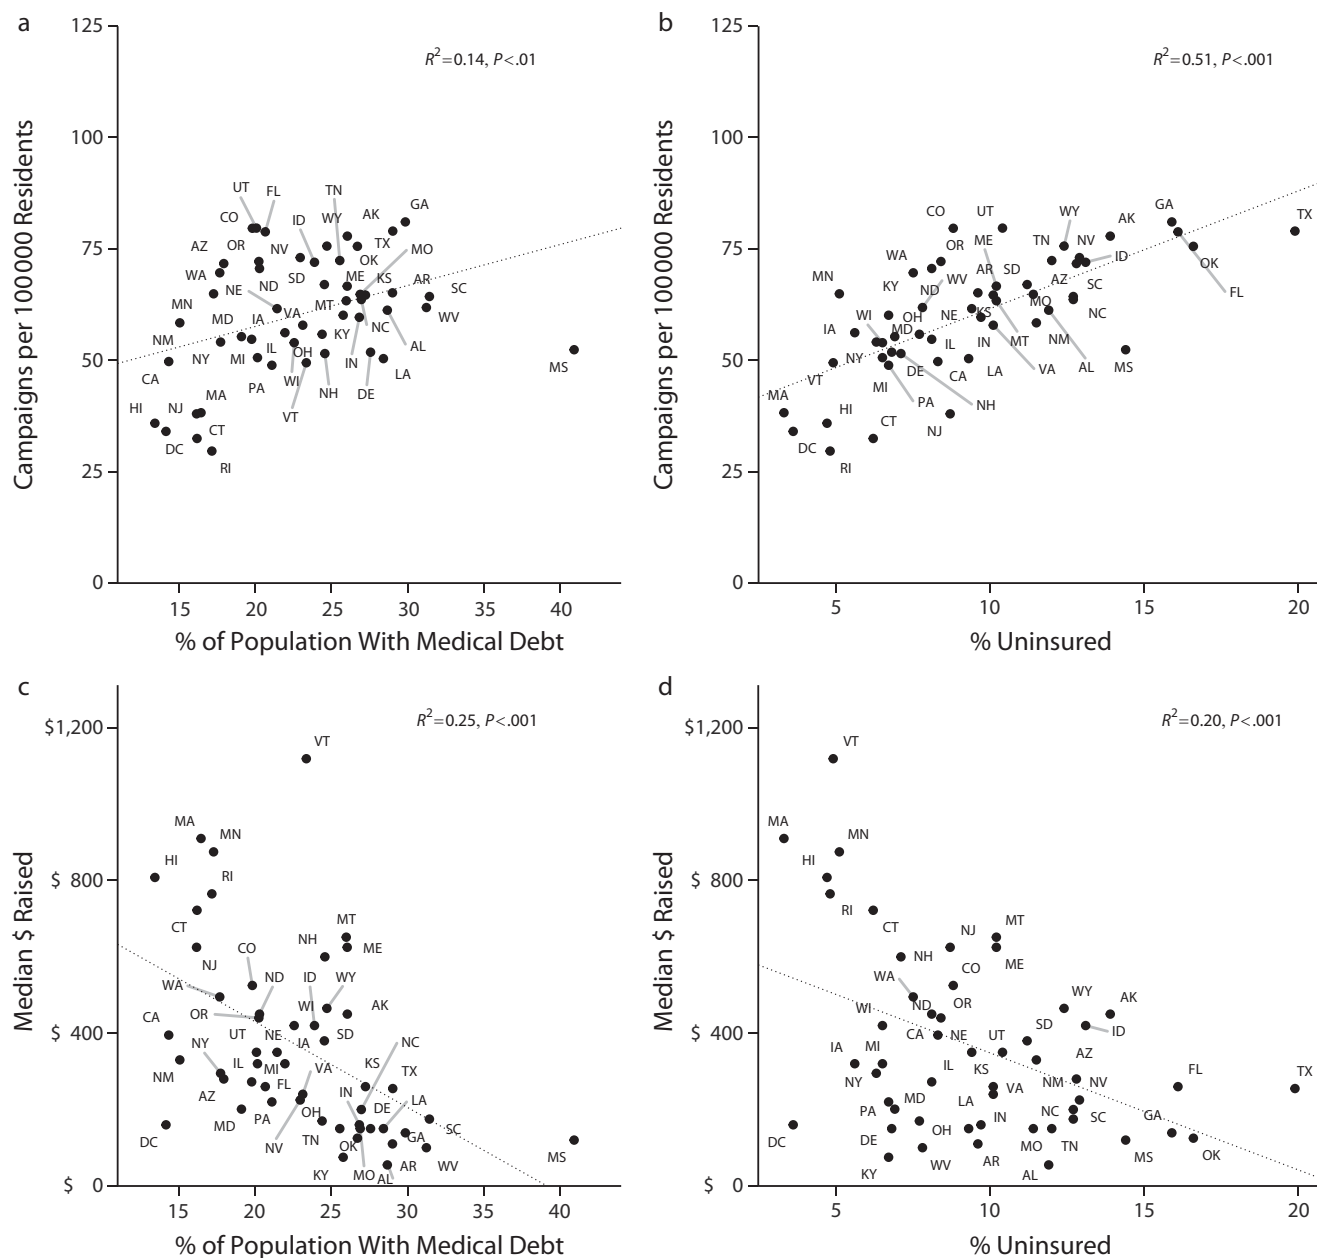 a
R²=0.14, P<.01
Campaigns per 100 000 Residents
125
100
75
50
25
0
UT
FL
TN
CO
ID
WY
AK
GA
AZ
OR
NV
TX
MO
WA
SD
OK
ND
NE
ME
KS
AR
SC
MN
MT
MD
IA
VA
WV
NM
KY
NC
NY
MI
IL
OH
IN
AL
CA
PA
WI
NH
DE
LA
MS
VT
HI
NJ
MA
DC
CT
RI
15
20
25
30
35
40
% of Population With Medical Debt
b
R²=0.51, P<.001
Campaigns per 100 000 Residents
125
100
75
50
25
0
CO
UT
WY
AK
GA
TX
OR
ME
TN
NV
ID
WA
OK
MN
KY
WV
AR
SD
AZ
SC
FL
ND
MO
IA
WI
OH
NE
KS
NC
MD
NY
IL
IN
MT
NM
VT
DE
CA
LA
VA
AL
MS
MI
PA
NH
MA
HI
CT
NJ
DC
RI
5
10
15
20
% Uninsured
c
R²=0.25, P<.001
Median $ Raised
$1,200
$ 800
$ 400
$ 0
VT
MA
MN
HI
RI
CT
MT
CO
NH
ME
NJ
ND
ID
WY
WA
OR
WI
AK
CA
UT
NE
IA
SD
NC
NY
NM
IL
MI
VA
KS
TX
AZ
FL
IN
DE
LA
MD
PA
OH
SC
DC
NV
TN
OK
GA
MS
KY
MO
AL
AR
WV
15
20
25
30
35
40
% of Population With Medical Debt
d
R²=0.20, P<.001
Median $ Raised
$1,200
$ 800
$ 400
$ 0
VT
MA
MN
HI
RI
CT
NJ
MT
NH
CO
ME
WA
WI
ND
OR
WY
AK
CA
NE
UT
SD
ID
IA
MI
AZ
NY
IL
KS
NM
NV
FL
TX
MD
LA
VA
PA
IN
NC
SC
GA
DE
OH
MO
TN
KY
WV
AR
AL
MS
OK
DC
5
10
15
20
% Uninsured